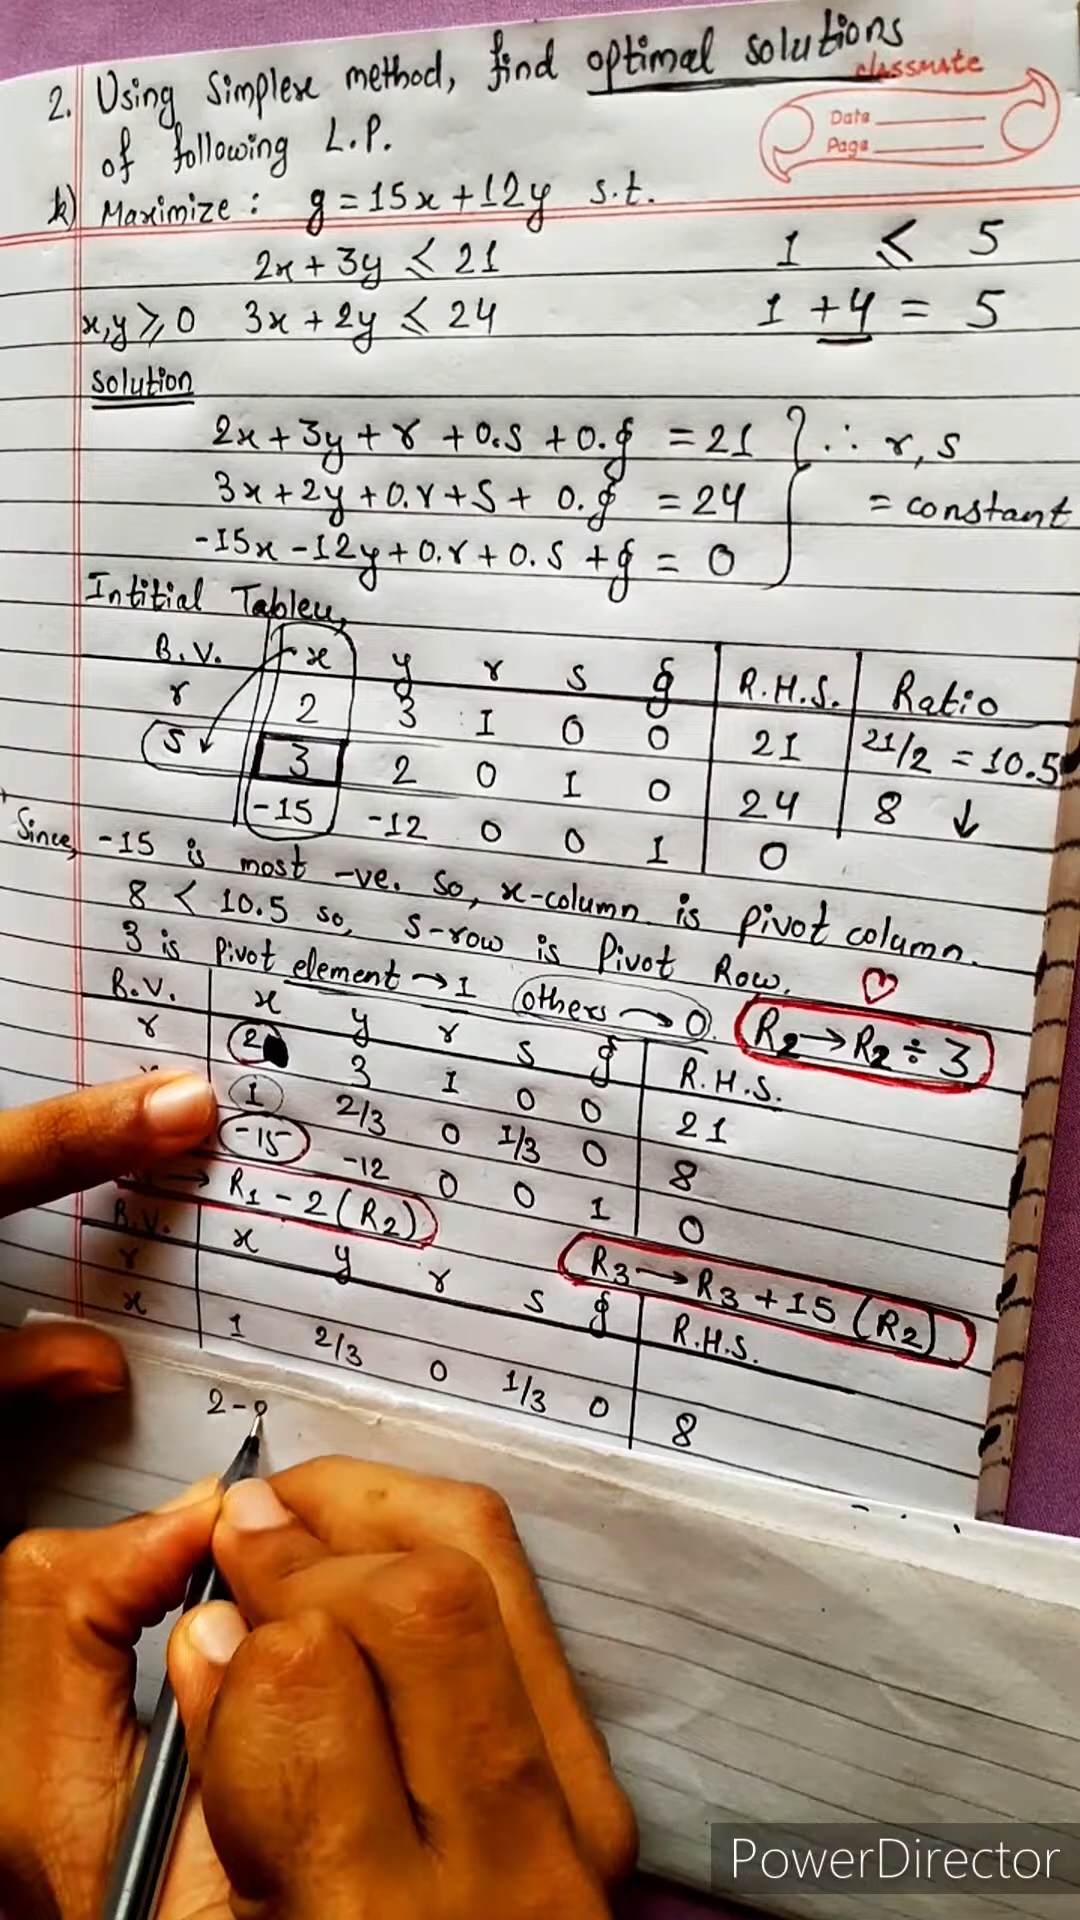 2. Using Simplex method, find optimal solutions
classmate
Date
Page
of following L.P.
k) Maximize : g = 15x + 12y s.t.
2x + 3y ≤ 21
1 ≤ 5
x,y ≥ 0 3x + 2y ≤ 24
1 + 4 = 5
Solution
2x + 3y + r + 0.s + 0.g = 21 } ∴ r, s
3x + 2y + 0.r + s + 0.g = 24 = constant
-15x - 12y + 0.r + 0.s + g = 0
Intitial Tableu,
B.V. x y r s g R.H.S. Ratio
r 2 3 1 0 0 21 21/2 = 10.5
s 3 2 0 1 0 24 8 ↓
-15 -12 0 0 1 0
Since, -15 is most -ve. So, x-column is pivot column.
8 < 10.5 so, s-row is Pivot Row.
3 is pivot element → 1 others → 0. R2 → R2 ÷ 3
B.V. x y r s g R.H.S.
r 2 3 1 0 0 21
1 2/3 0 1/3 0 8
-15 -12 0 0 1 0
→ R1 - 2(R2)
R3 → R3 + 15(R2)
B.V. x y r s g R.H.S.
r
x 1 2/3 0 1/3 0 8
2 -
PowerDirector